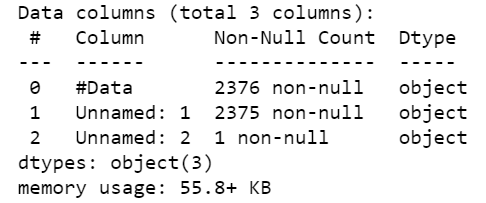 Data columns (total 3 columns):
 #   Column      Non-Null Count  Dtype
---  ------      --------------  -----
 0   #Data       2376 non-null   object
 1   Unnamed: 1  2375 non-null   object
 2   Unnamed: 2  1 non-null      object
dtypes: object(3)
memory usage: 55.8+ KB